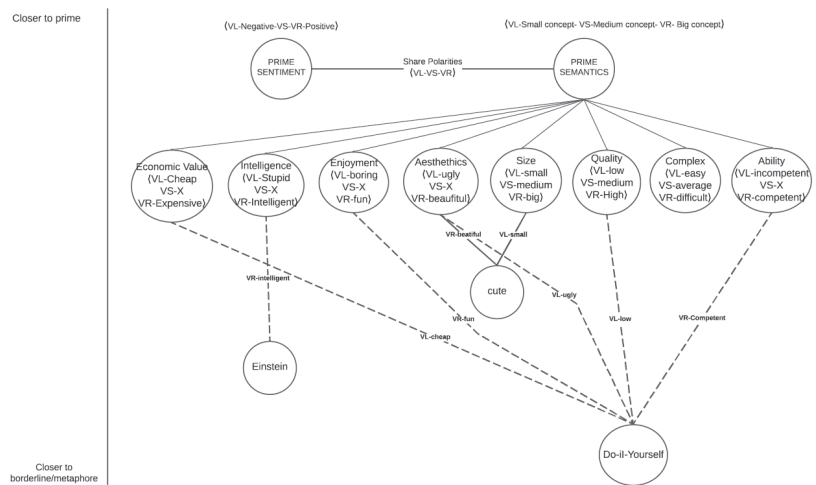 Closer to prime
(VL-Negative-VS-VR-Positive)
(VL-Small concept- VS-Medium concept- VR- Big concept)
PRIME
SENTIMENT
Share Polarities
(VL-VS-VR)
PRIME
SEMANTICS
Economic Value
(VL-Cheap
VS-X
VR-Expensive)
Intelligence
(VL-Stupid
VS-X
VR-Intelligent)
Enjoyment
(VL-boring
VS-X
VR-fun)
Aesthethics
(VL-ugly
VS-X
VR-beaufitul)
Size
(VL-small
VS-medium
VR-big)
Quality
(VL-low
VS-medium
VR-High)
Complex
(VL-easy
VS-average
VR-difficult)
Ability
(VL-incompetent
VS-X
VR-competent)
VR-beatiful
VL-small
VR-intelligent
cute
VL-ugly
VR-fun
VL-low
VR-Competent
VL-cheap
Einstein
Do-il-Yourself
Closer to
borderline/metaphore